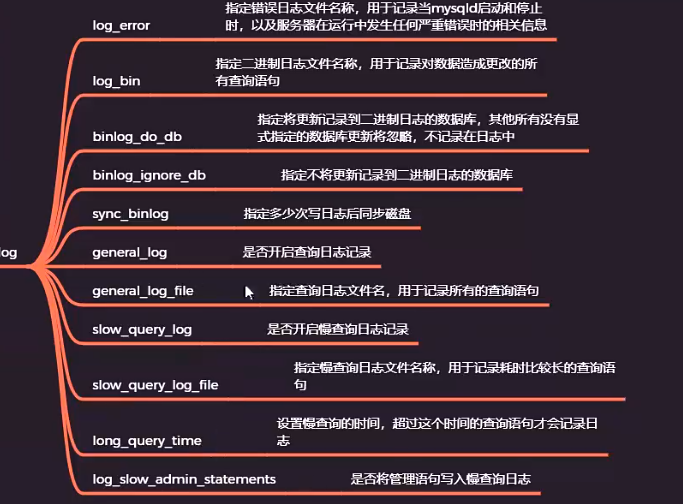 log
log_error
指定错误日志文件名称，用于记录当mysqld启动和停止
时，以及服务器在运行中发生任何严重错误时的相关信息
log_bin
指定二进制日志文件名称，用于记录对数据造成更改的所
有查询语句
binlog_do_db
指定将更新记录到二进制日志的数据库，其他所有没有显
式指定的数据库更新将忽略，不记录在日志中
binlog_ignore_db
指定不将更新记录到二进制日志的数据库
sync_binlog
指定多少次写日志后同步磁盘
general_log
是否开启查询日志记录
general_log_file
指定查询日志文件名，用于记录所有的查询语句
slow_query_log
是否开启慢查询日志记录
slow_query_log_file
指定慢查询日志文件名称，用于记录耗时比较长的查询语
句
long_query_time
设置慢查询的时间，超过这个时间的查询语句才会记录日
志
log_slow_admin_statements
是否将管理语句写入慢查询日志